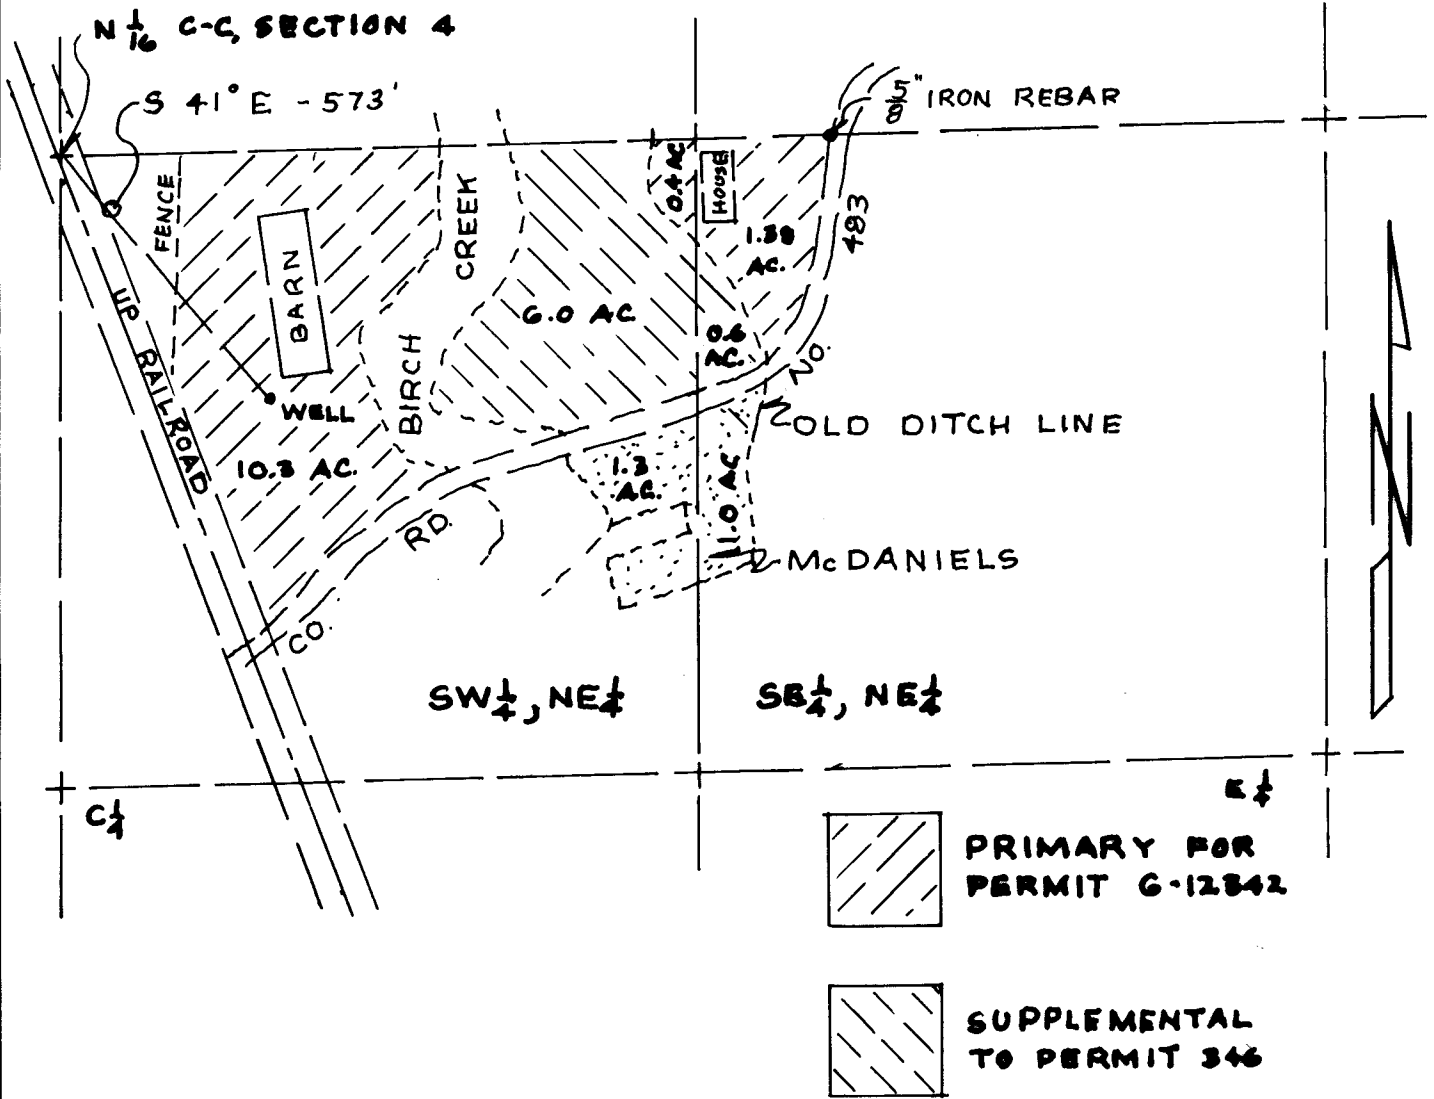 N 1/16 C-C, SECTION 4
S 41° E - 573'
5/8" IRON REBAR
FENCE
BARN
CREEK
BIRCH
0.4 AC
HOUSE
1.38
AC.
483
6.0 AC
0.6
AC.
NO.
UP RAILROAD
WELL
10.3 AC.
OLD DITCH LINE
1.3
AC.
1.0 AC
RD.
McDANIELS
CO.
SW 1/4, NE 1/4
SE 1/4, NE 1/4
N
C 1/4
E 1/4
PRIMARY FOR
PERMIT G-12342
SUPPLEMENTAL
TO PERMIT 346